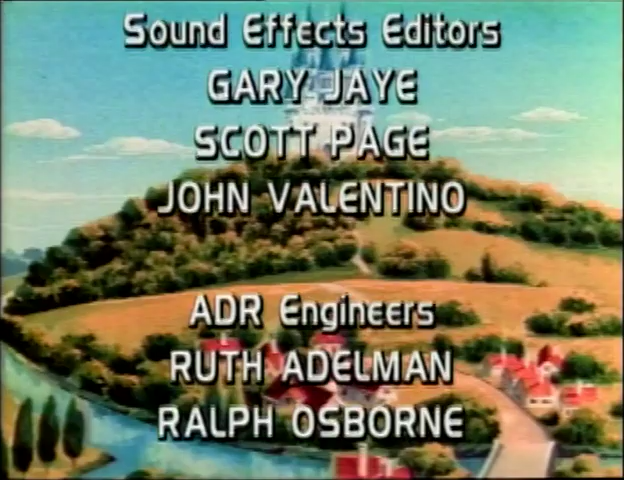 Sound Effects Editors
GARY JAYE
SCOTT PAGE
JOHN VALENTINO
ADR Engineers
RUTH ADELMAN
RALPH OSBORNE